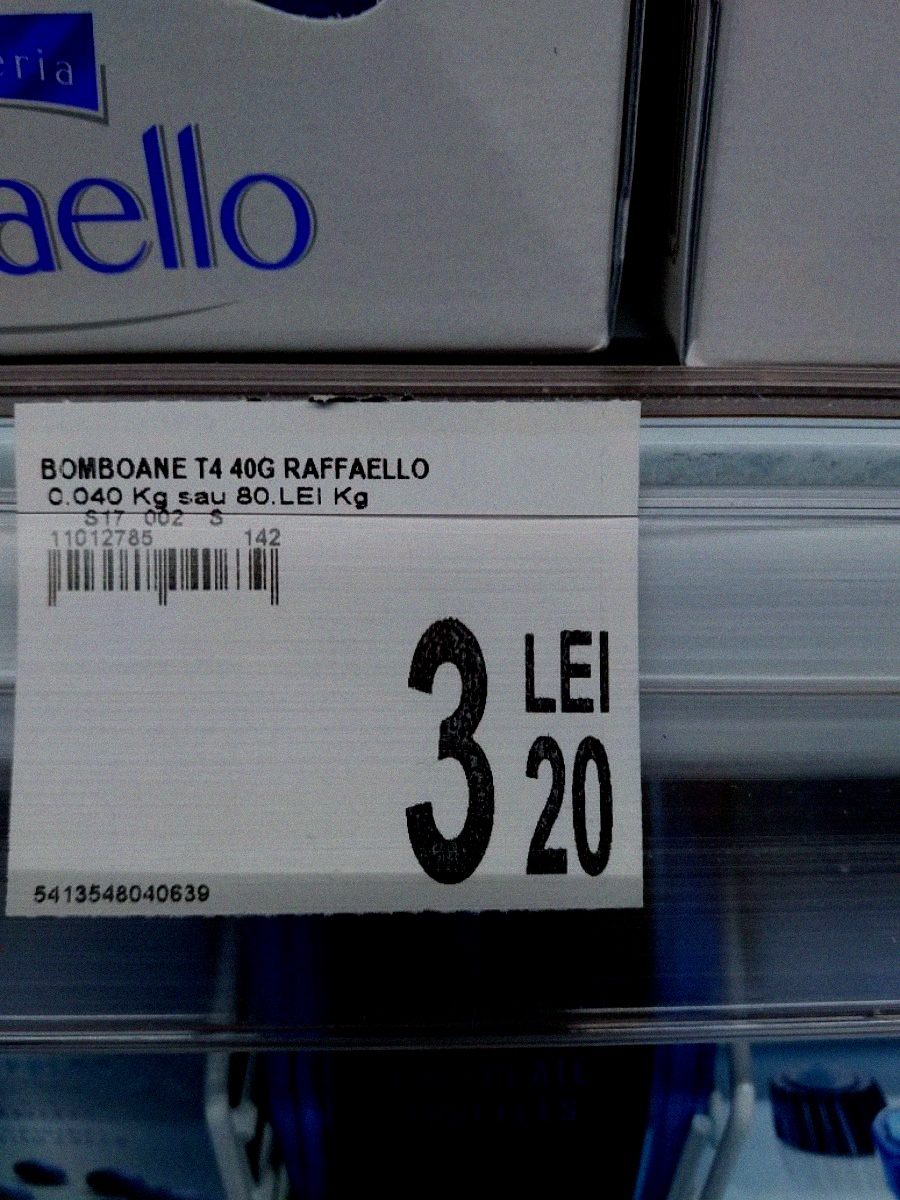 eria
aello
BOMBOANE T4 40G RAFFAELLO
0.040 Kg sau 80.LEI Kg
S17 002 S
11012785 142
3 LEI
20
5413548040639